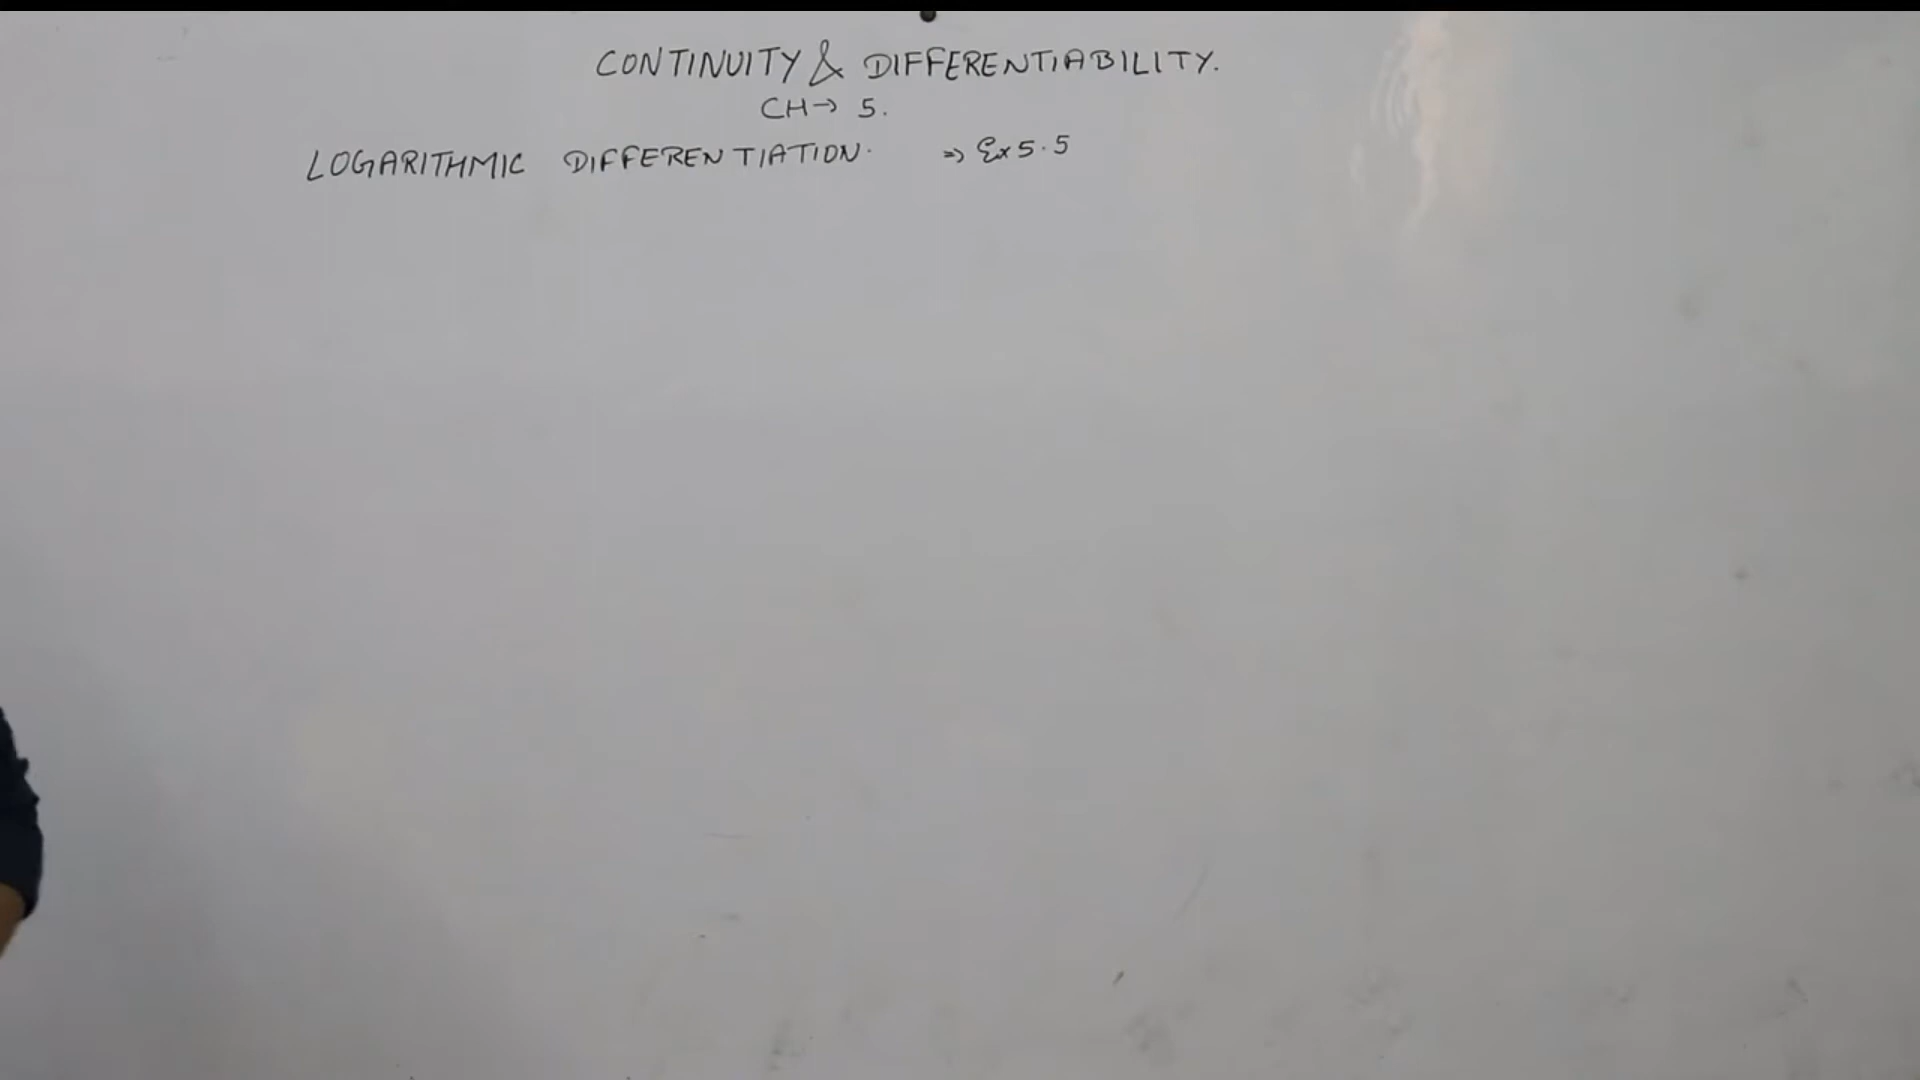 CONTINUITY & DIFFERENTIABILITY.
CH→ 5.
LOGARITHMIC DIFFERENTIATION. ⇒ Ex 5.5